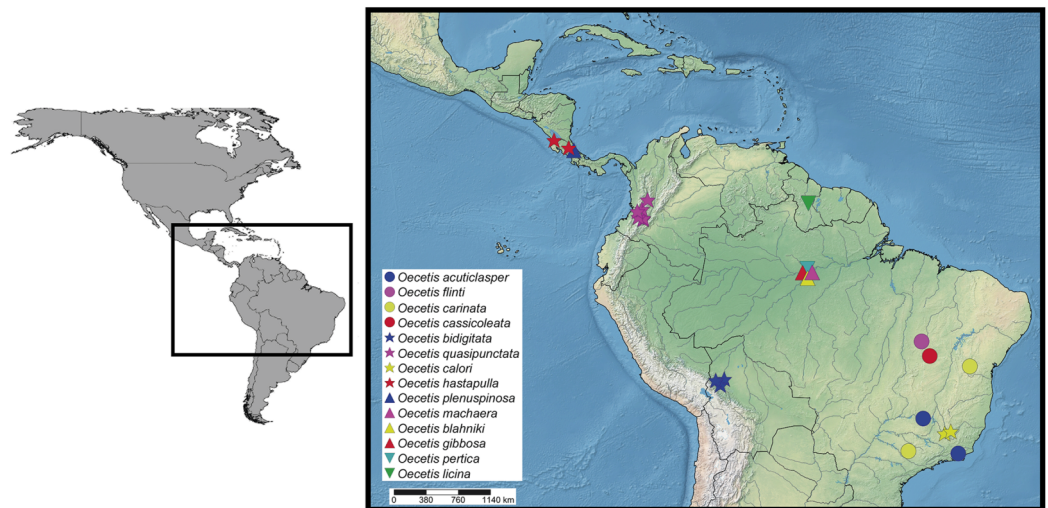 Oecetis acuticlasper
Oecetis flinti
Oecetis carinata
Oecetis cassicoleata
Oecetis bidigitata
Oecetis quasipunctata
Oecetis calori
Oecetis hastapulla
Oecetis plenuspinosa
Oecetis machaera
Oecetis blahniki
Oecetis gibbosa
Oecetis pertica
Oecetis licina
0 380 760 1140 km